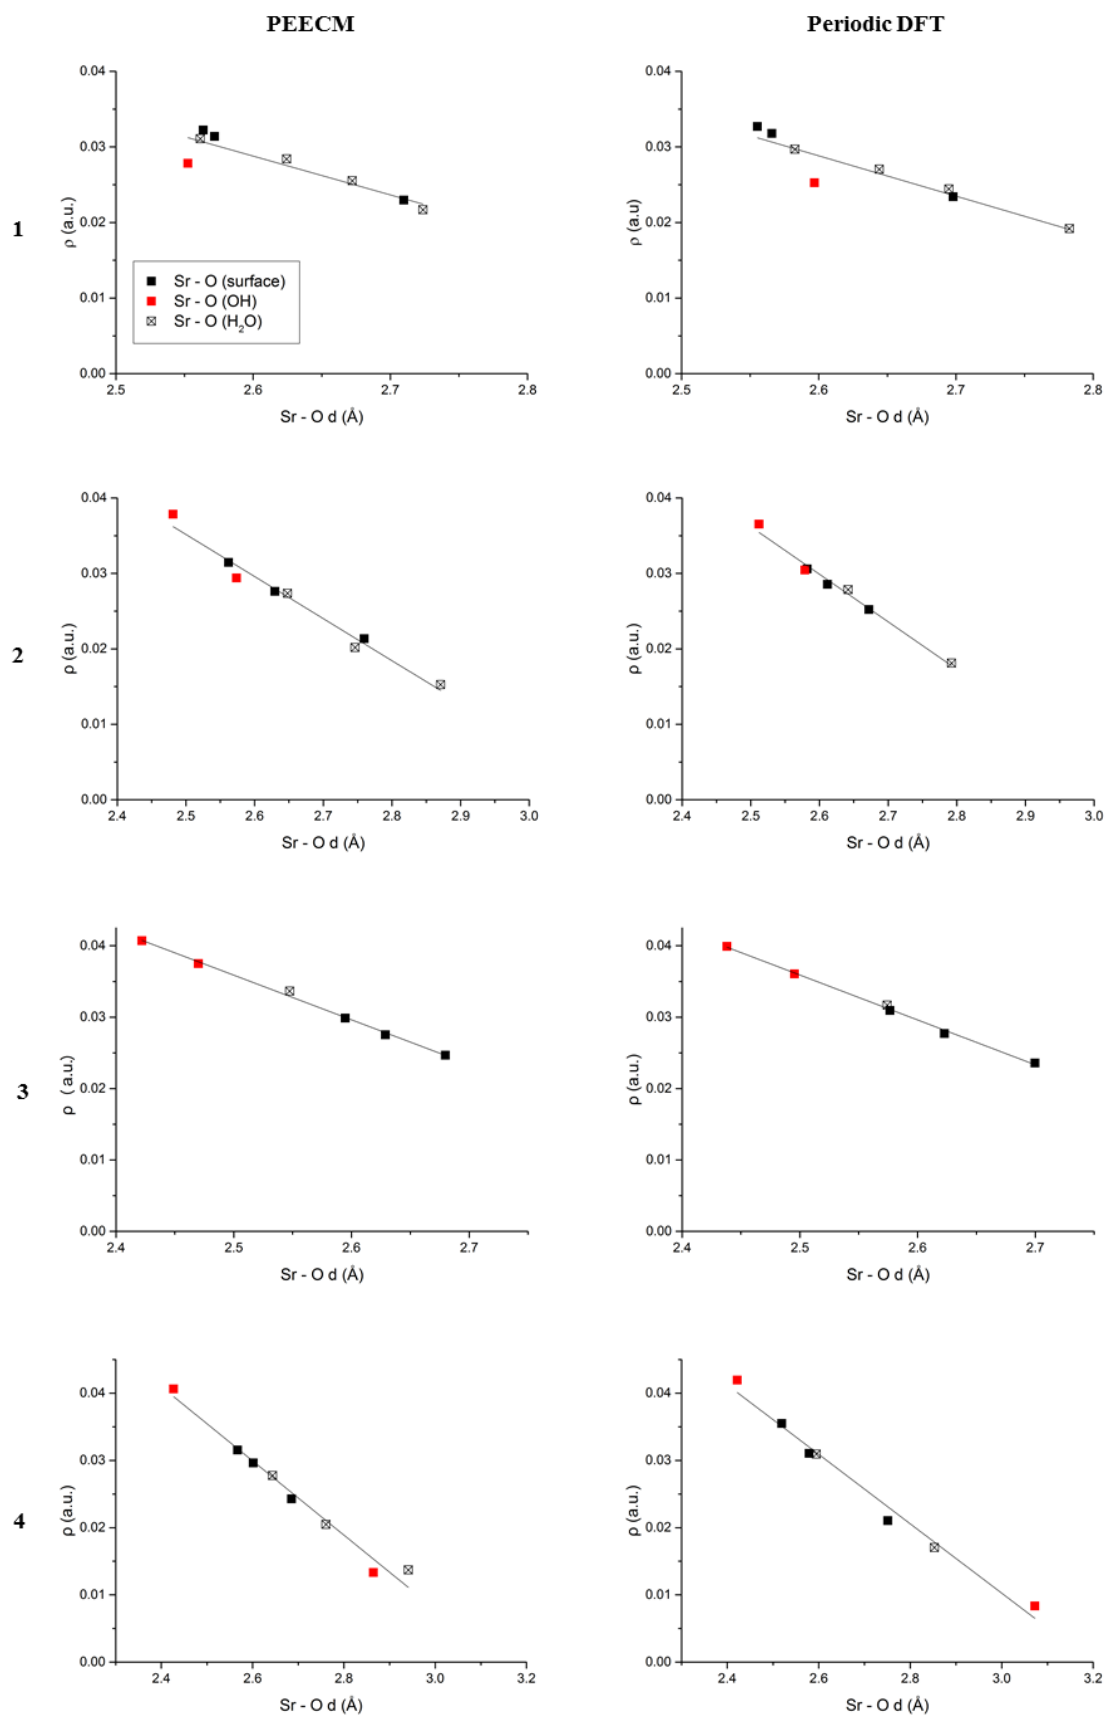 PEECM Periodic DFT
1
ρ (a.u.)
0.04
0.03
0.02
0.01
0.00
Sr - O (surface)
Sr - O (OH)
Sr - O (H₂O)
2.5 2.6 2.7 2.8
Sr - O d (Å)
ρ (a.u)
0.04
0.03
0.02
0.01
0.00
2.5 2.6 2.7 2.8
Sr - O d (Å)
2
ρ (a.u.)
0.04
0.03
0.02
0.01
0.00
2.4 2.5 2.6 2.7 2.8 2.9 3.0
Sr - O d (Å)
ρ (a.u.)
0.04
0.03
0.02
0.01
0.00
2.4 2.5 2.6 2.7 2.8 2.9 3.0
Sr - O d (Å)
3
ρ ( a.u.)
0.04
0.03
0.02
0.01
0.00
2.4 2.5 2.6 2.7
Sr - O d (Å)
ρ (a.u.)
0.04
0.03
0.02
0.01
0.00
2.4 2.5 2.6 2.7
Sr - O d (Å)
4
ρ (a.u.)
0.04
0.03
0.02
0.01
0.00
2.4 2.6 2.8 3.0 3.2
Sr - O d (Å)
ρ (a.u.)
0.04
0.03
0.02
0.01
0.00
2.4 2.6 2.8 3.0 3.2
Sr - O d (Å)